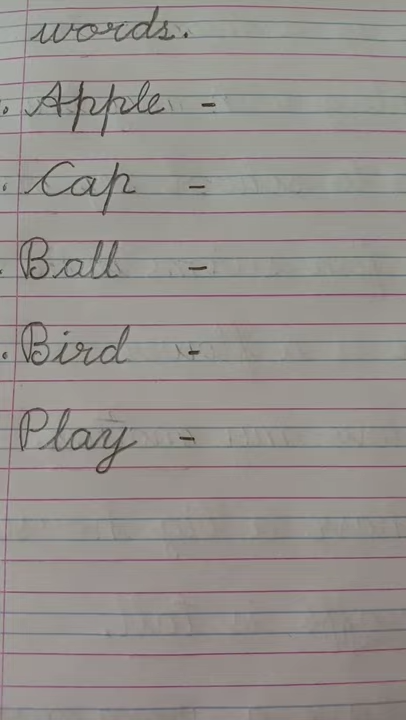 words.
. Apple -
. Cap -
. Ball -
. Bird -
Play -